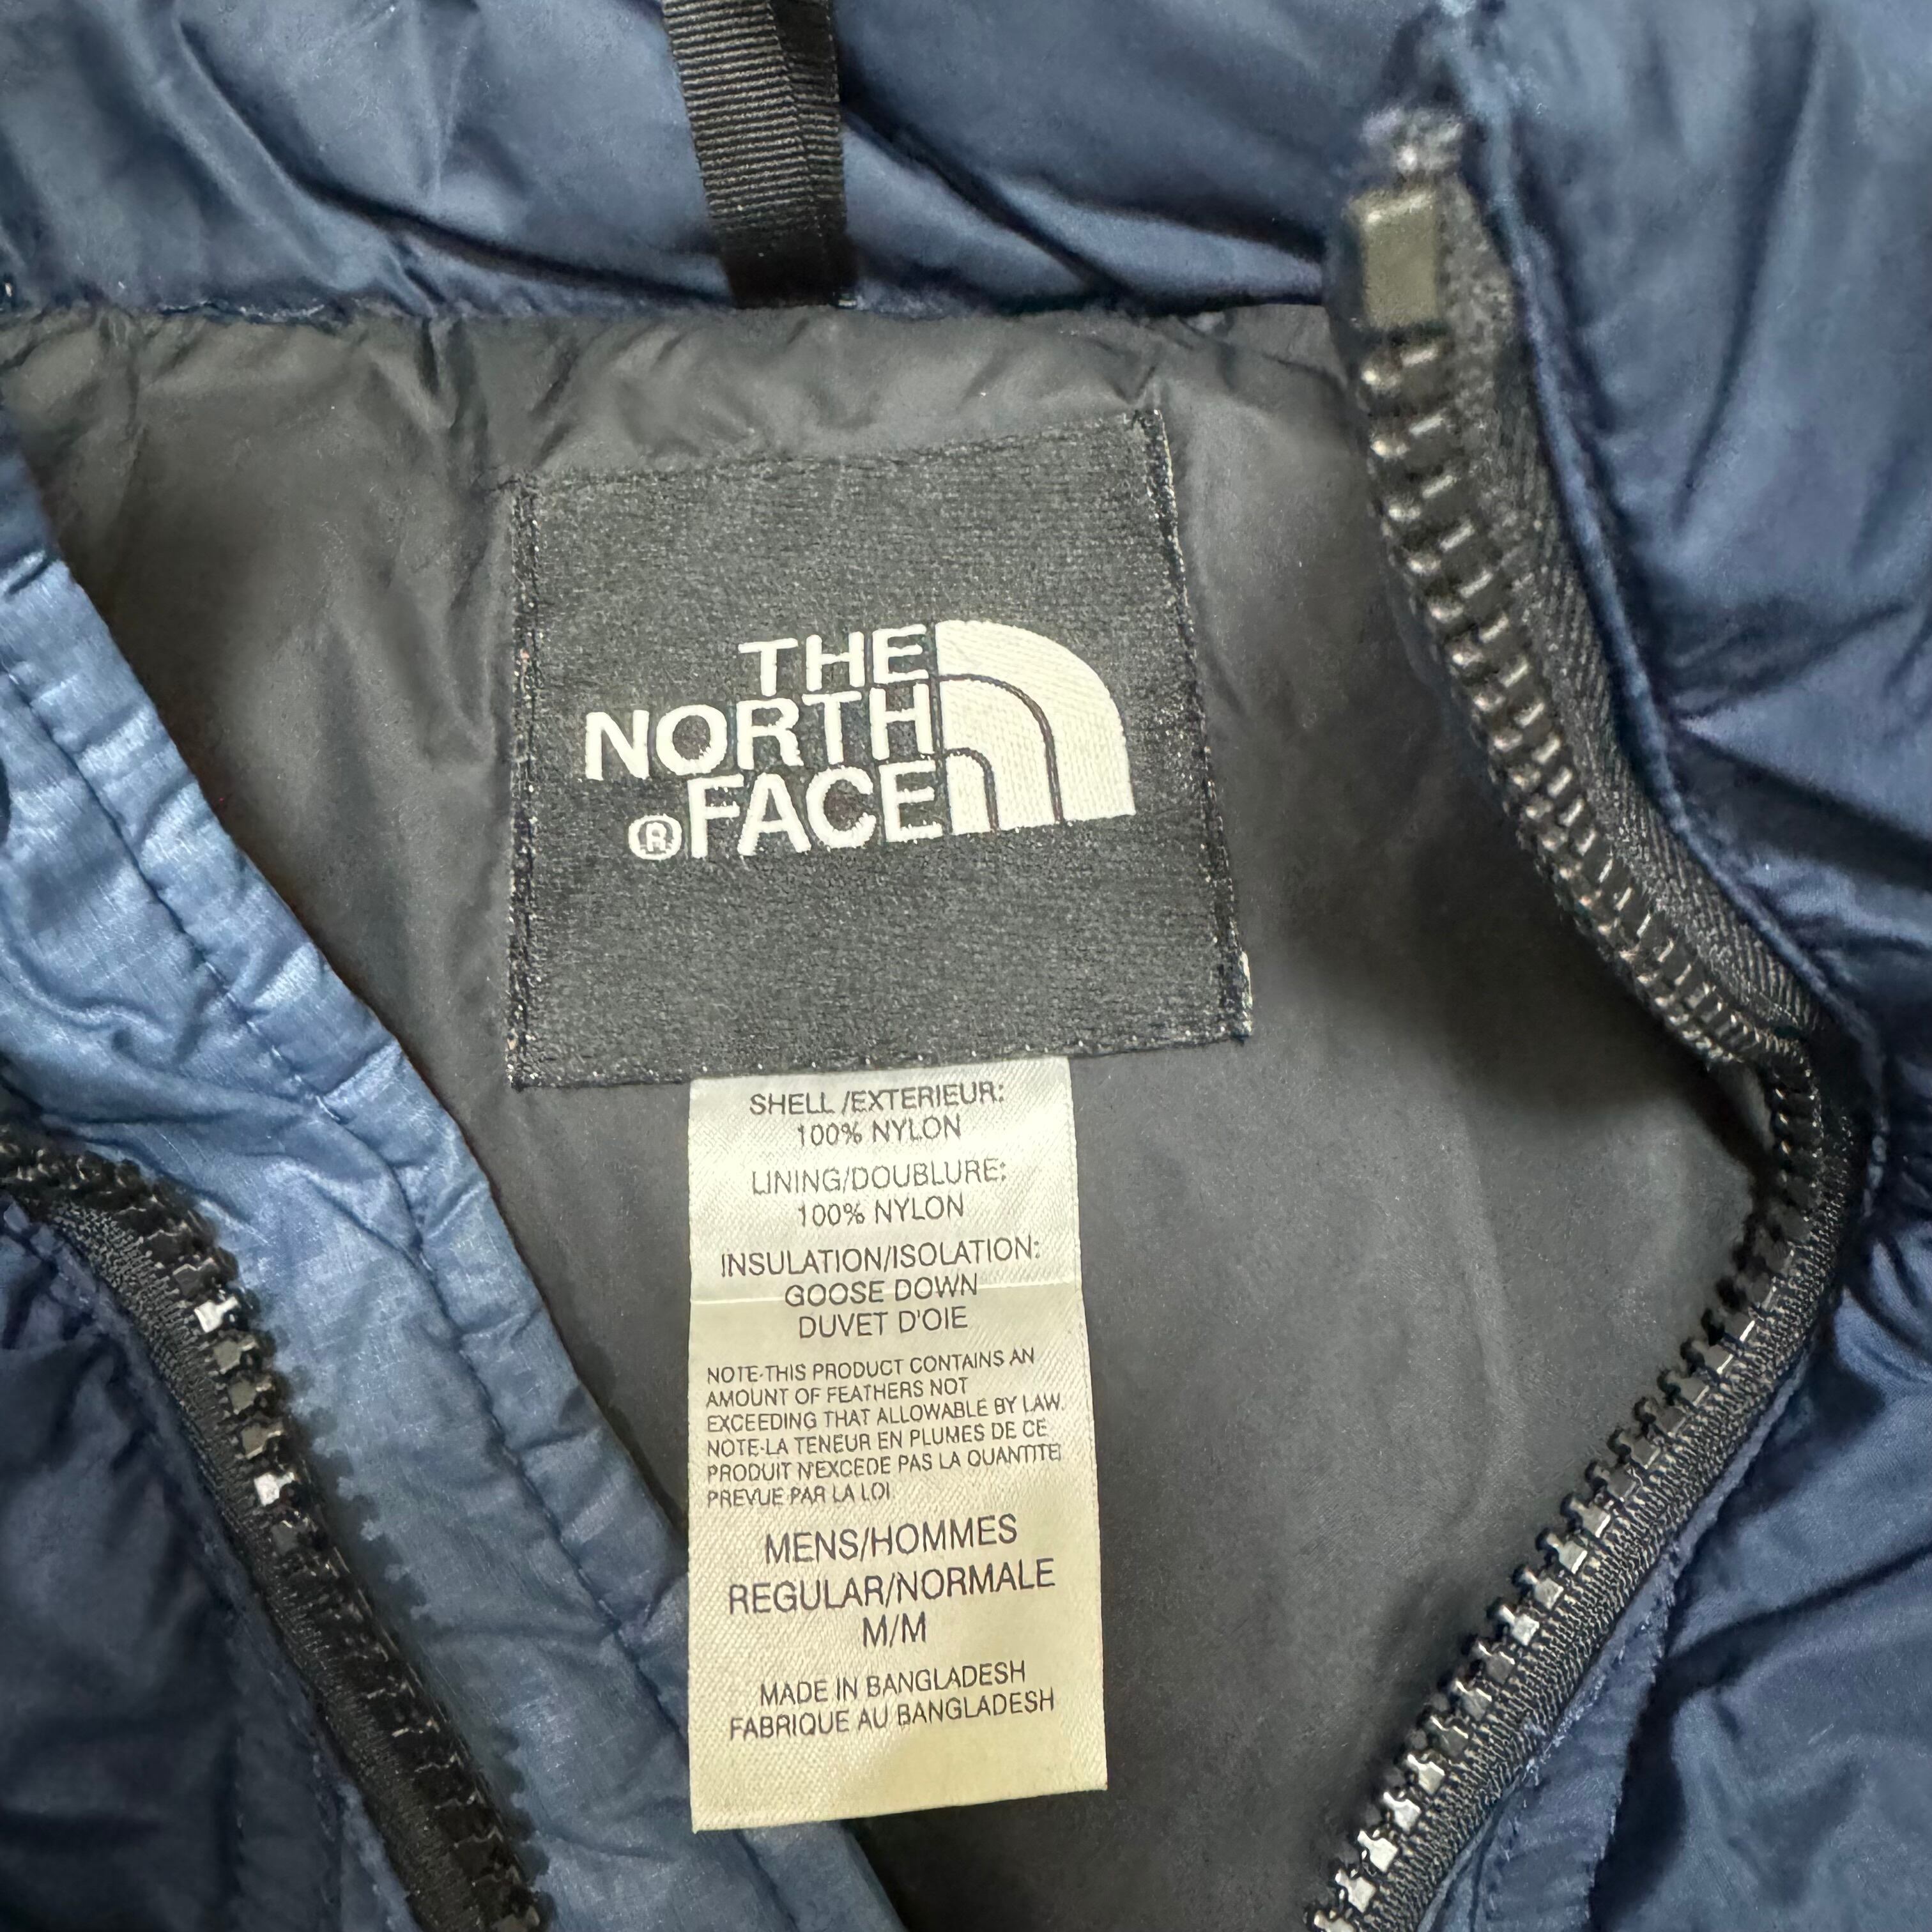 THE
NORTH
®FACE
SHELL /EXTERIEUR:
100% NYLON
LINING/DOUBLURE:
100% NYLON
INSULATION/ISOLATION:
GOOSE DOWN
DUVET D'OIE
NOTE-THIS PRODUCT CONTAINS AN
AMOUNT OF FEATHERS NOT
EXCEEDING THAT ALLOWABLE BY LAW.
NOTE-LA TENEUR EN PLUMES DE CE
PRODUIT N'EXCEDE PAS LA QUANTITE
PREVUE PAR LA LOI
MENS/HOMMES
REGULAR/NORMALE
M/M
MADE IN BANGLADESH
FABRIQUE AU BANGLADESH